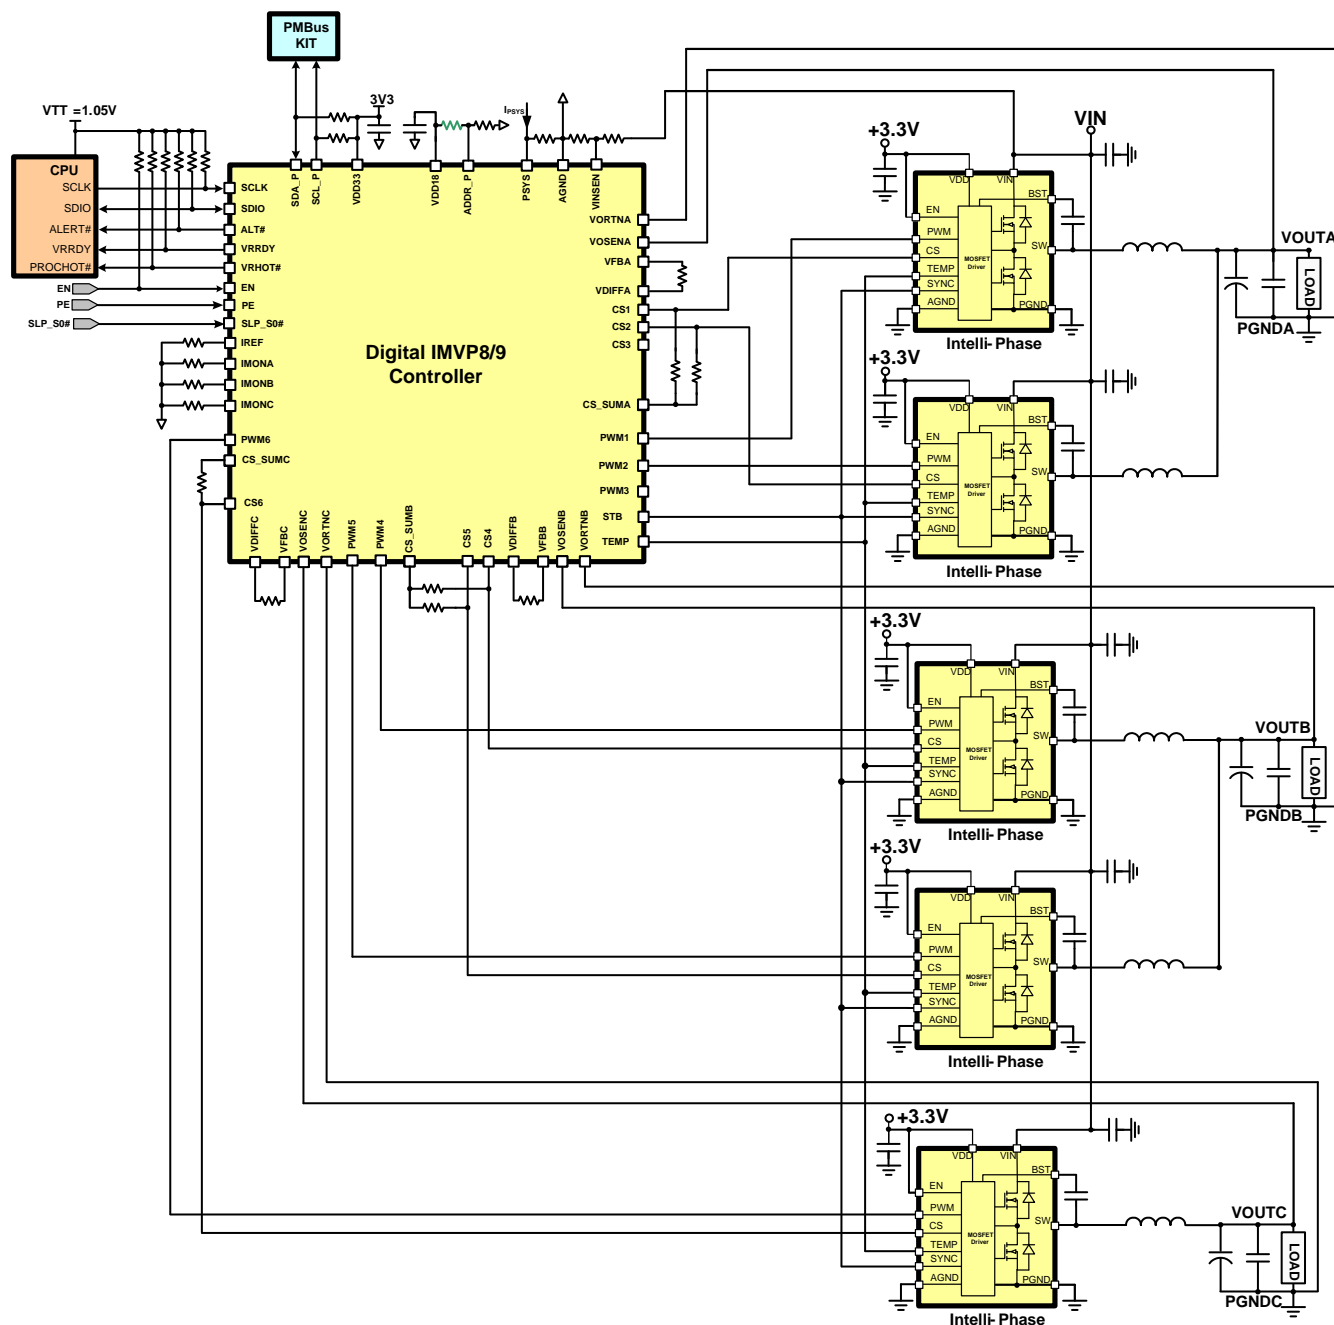 PMBus
KIT
VTT =1.05V
3V3
IPSYS
CPU
SCLK
SDIO
ALERT#
VRRDY
PROCHOT#
EN
PE
SLP_S0#
SDA_P
SCL_P
VDD33
VDD18
ADDR_P
PSYS
AGND
VINSEN
SCLK
SDIO
ALT#
VRRDY
VRHOT#
EN
PE
SLP_S0#
IREF
IMONA
IMONB
IMONC
PWM6
CS_SUMC
CS6
Digital IMVP8/9
Controller
VORTNA
VOSENA
VFBA
VDIFFA
CS1
CS2
CS3
CS_SUMA
PWM1
PWM2
PWM3
STB
TEMP
VDIFFC
VFBC
VOSENC
VORTNC
PWM5
PWM4
CS_SUMB
CS5
CS4
VDIFFB
VFBB
VOSENB
VORTNB
VIN
+3.3V
VDD
VIN
BST
EN
PWM
CS
TEMP
SYNC
AGND
MOSFET
Driver
SW
PGND
Intelli-Phase
VOUTA
LOAD
PGNDA
+3.3V
VDD
VIN
BST
EN
PWM
CS
TEMP
SYNC
AGND
MOSFET
Driver
SW
PGND
Intelli-Phase
+3.3V
VDD
VIN
BST
EN
PWM
CS
TEMP
SYNC
AGND
MOSFET
Driver
SW
PGND
Intelli-Phase
VOUTB
LOAD
PGNDB
+3.3V
VDD
VIN
BST
EN
PWM
CS
TEMP
SYNC
AGND
MOSFET
Driver
SW
PGND
Intelli-Phase
+3.3V
VDD
VIN
BST
EN
PWM
CS
TEMP
SYNC
AGND
MOSFET
Driver
SW
PGND
Intelli-Phase
VOUTC
LOAD
PGNDC